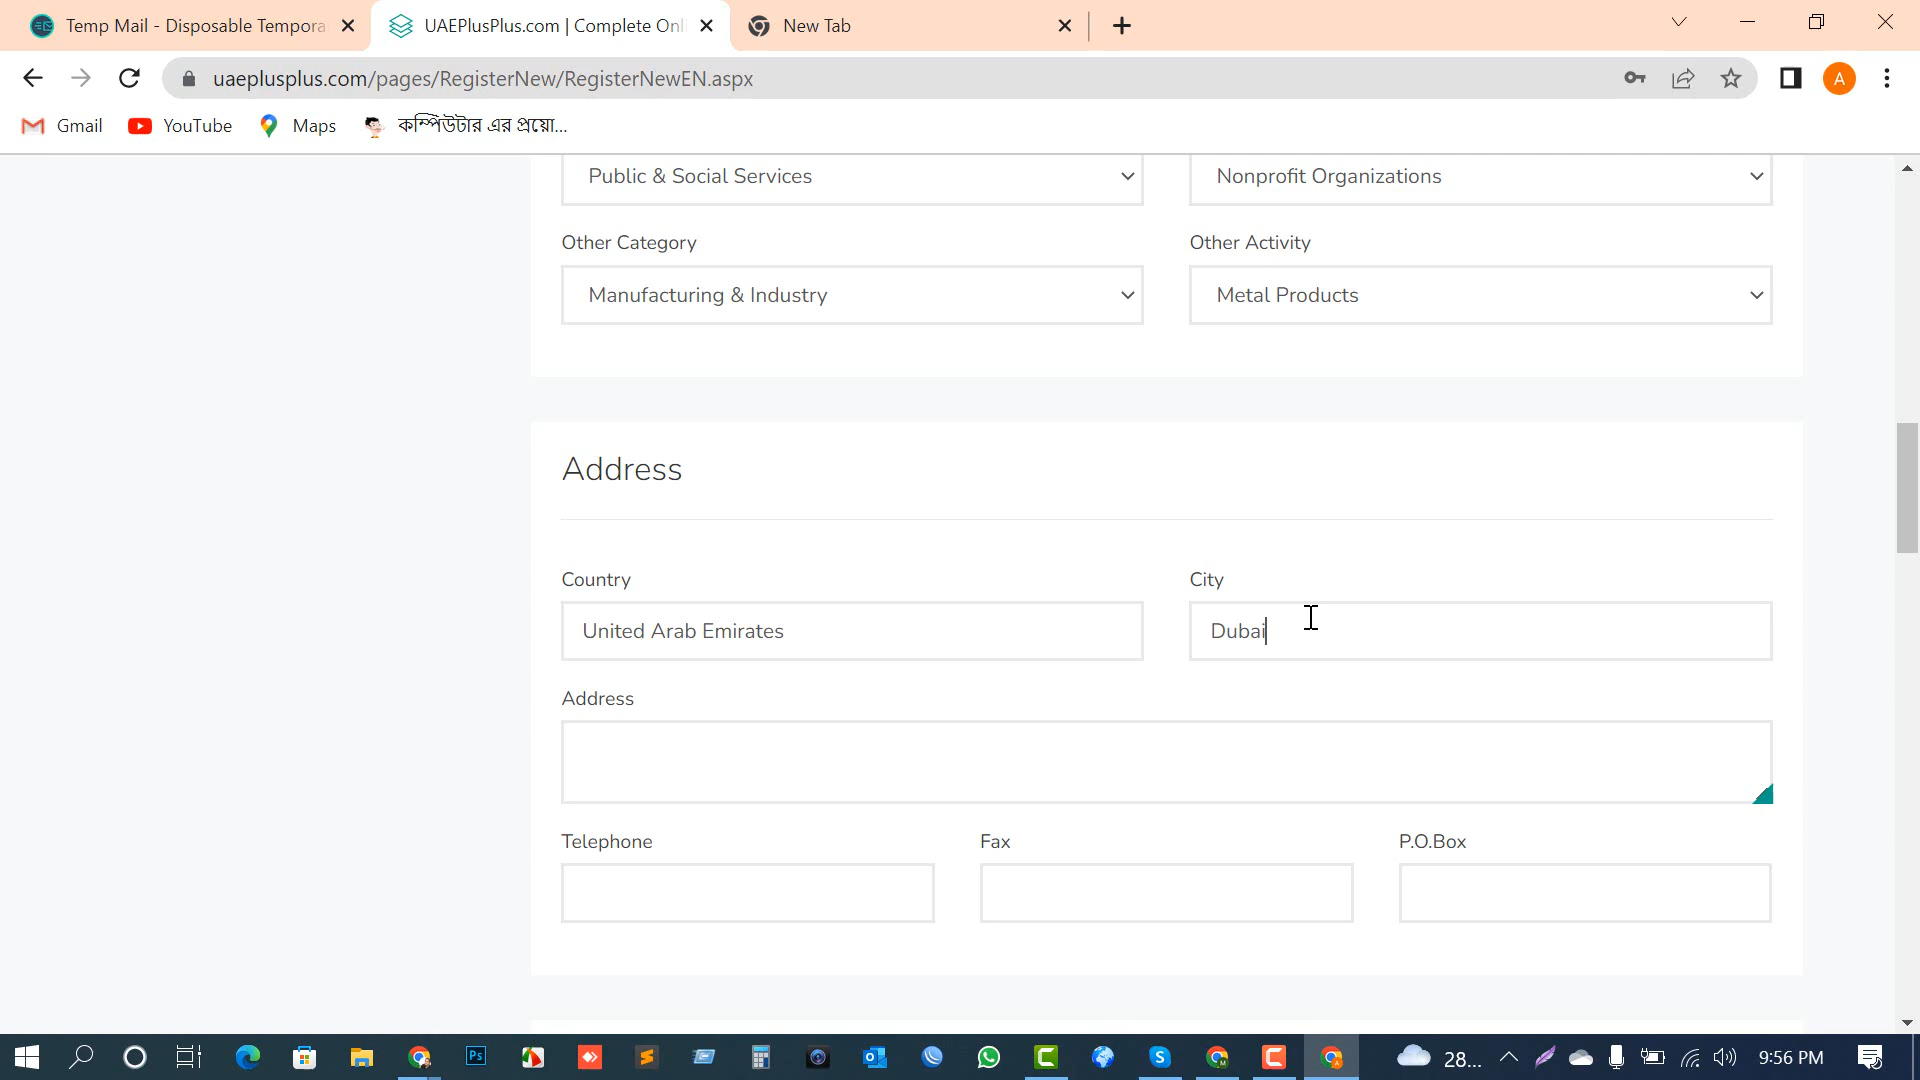 Temp Mail - Disposable Tempora
UAEPlusPlus.com | Complete Onl
New Tab
uaeplusplus.com/pages/RegisterNew/RegisterNewEN.aspx
A
Gmail
YouTube
Maps
কম্পিউটার এর প্রয়ো...
Public & Social Services
Nonprofit Organizations
Other Category
Other Activity
Manufacturing & Industry
Metal Products
Address
Country
City
United Arab Emirates
Dubai
Address
Telephone
Fax
P.O.Box
Ps
28...
9:56 PM